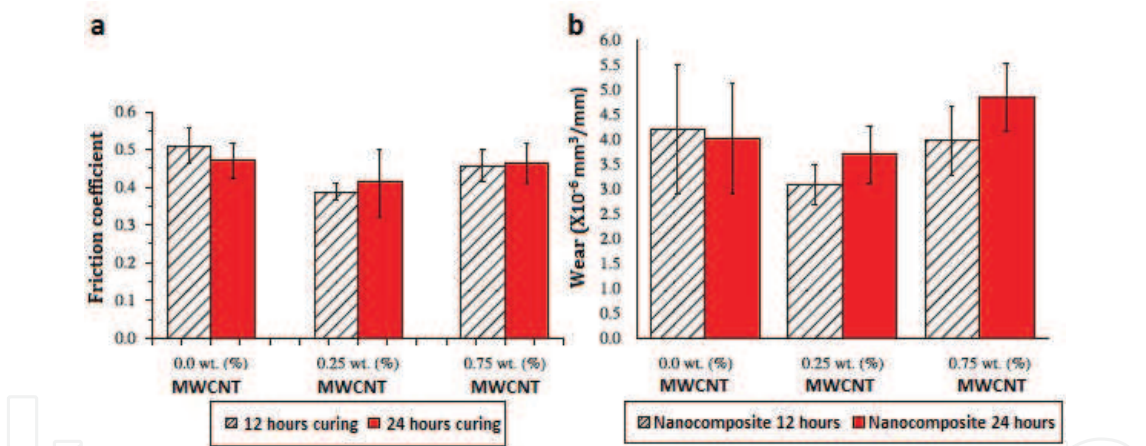 a
Friction coefficient
0.6
0.5
0.4
0.3
0.2
0.1
0.0
0.0 wt. (%)
MWCNT
0.25 wt. (%)
MWCNT
0.75 wt. (%)
MWCNT
12 hours curing
24 hours curing
b
Wear (X10⁻⁶ mm³/mm)
6.0
5.5
5.0
4.5
4.0
3.5
3.0
2.5
2.0
1.5
1.0
0.5
0.0
0.0 wt. (%)
MWCNT
0.25 wt. (%)
MWCNT
0.75 wt. (%)
MWCNT
Nanocomposite 12 hours
Nanocomposite 24 hours